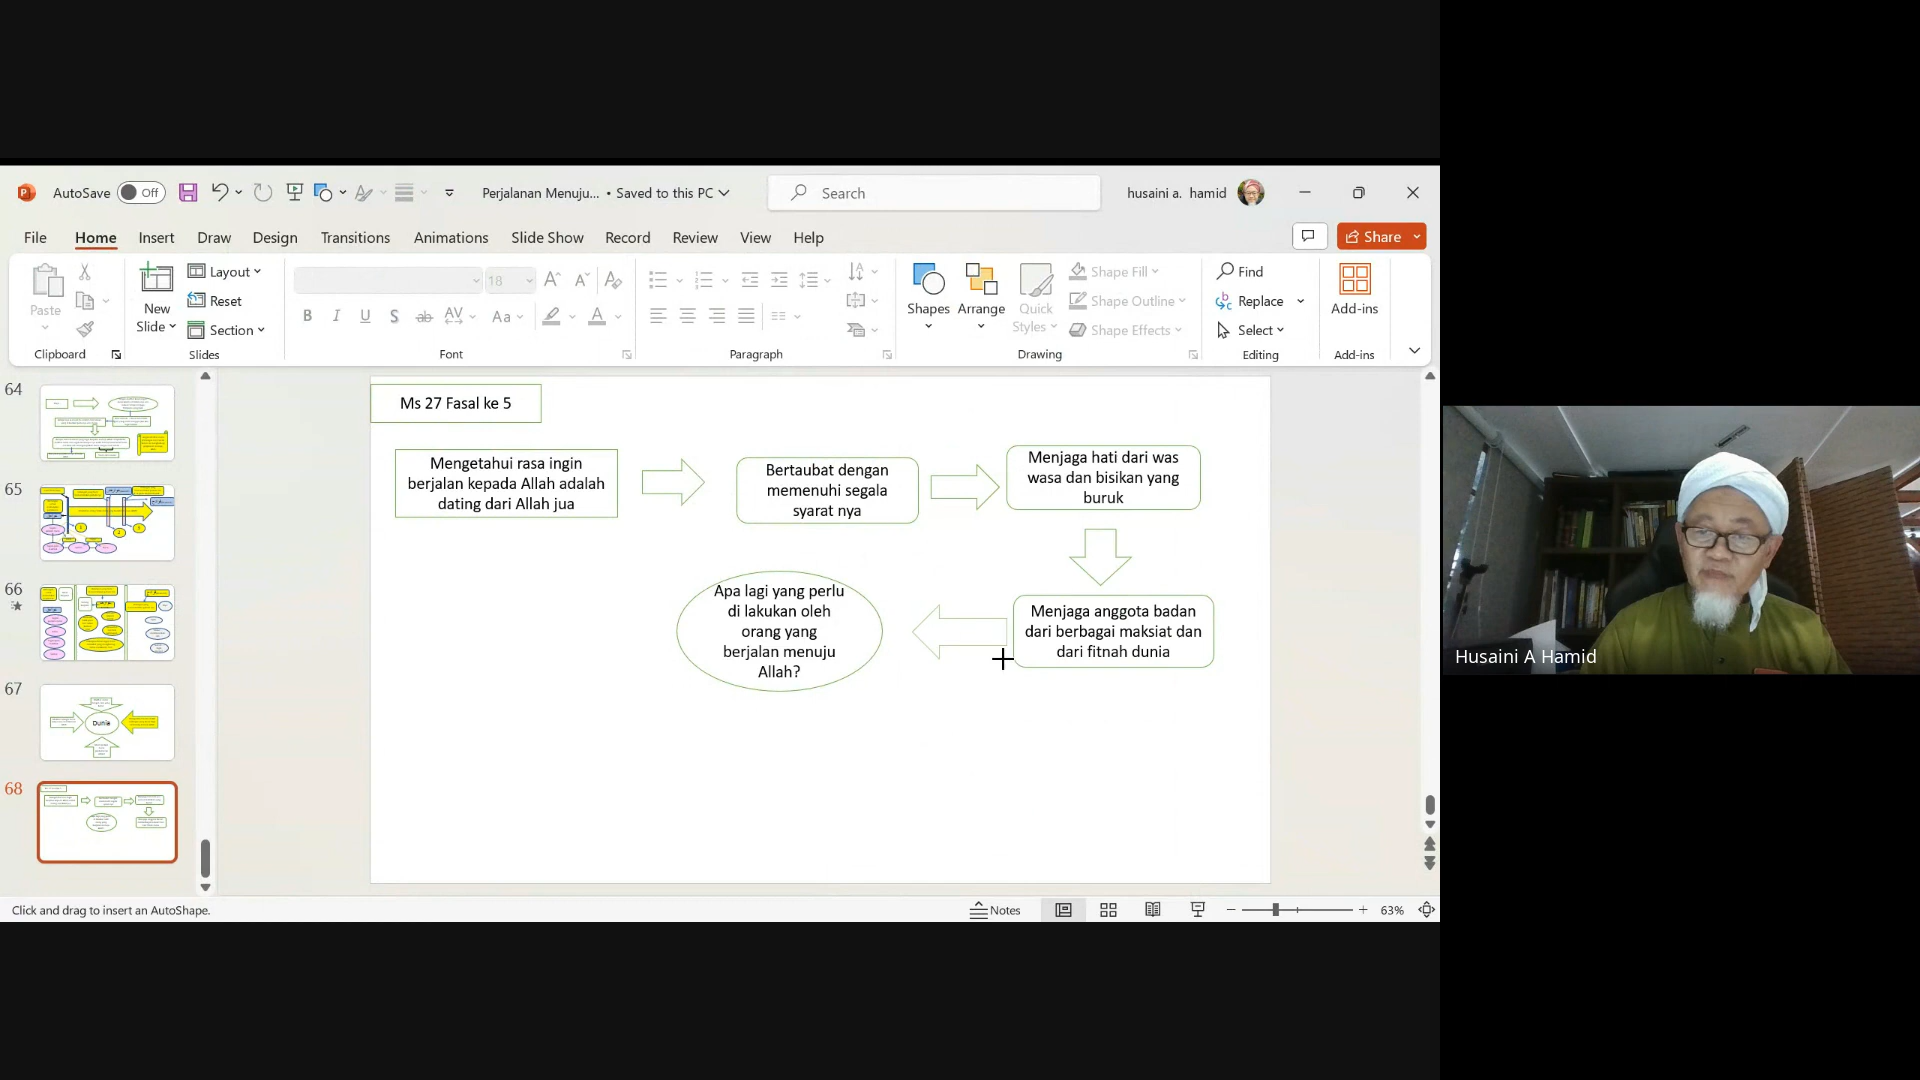 AutoSave Off
Perjalanan Menuju... • Saved to this PC
Search
husaini a. hamid
File Home Insert Draw Design Transitions Animations Slide Show Record Review View Help
Share
Paste
Clipboard
New
Slide
Layout
Reset
Section
Slides
18
B I U S ab AV Aa A
Font
Paragraph
Shapes
Arrange
Quick
Styles
Shape Fill
Shape Outline
Shape Effects
Drawing
Find
Replace
Select
Editing
Add-ins
Add-ins
64
65
66
67
Dunia
68
Ms 27 Fasal ke 5
Mengetahui rasa ingin
berjalan kepada Allah adalah
dating dari Allah jua
Bertaubat dengan
memenuhi segala
syarat nya
Menjaga hati dari was
wasa dan bisikan yang
buruk
Menjaga anggota badan
dari berbagai maksiat dan
dari fitnah dunia
Apa lagi yang perlu
di lakukan oleh
orang yang
berjalan menuju
Allah?
Husaini A Hamid
Click and drag to insert an AutoShape.
Notes
63%